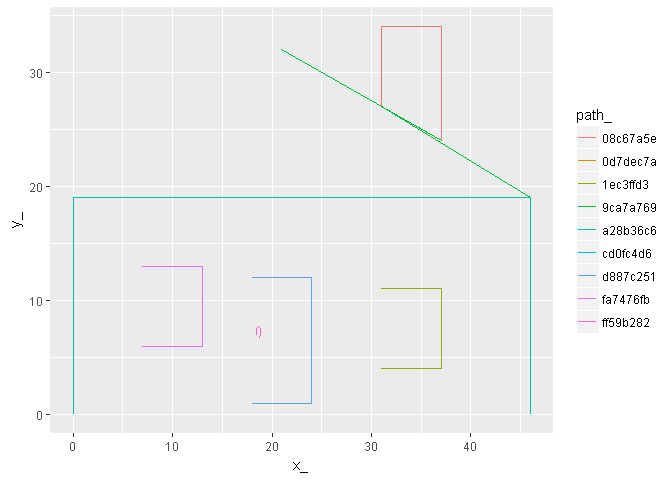 30
20
10
0
y_
0
10
20
30
40
x_
path_
08c67a5e
0d7dec7a
1ec3ffd3
9ca7a769
a28b36c6
cd0fc4d6
d887c251
fa7476fb
ff59b282